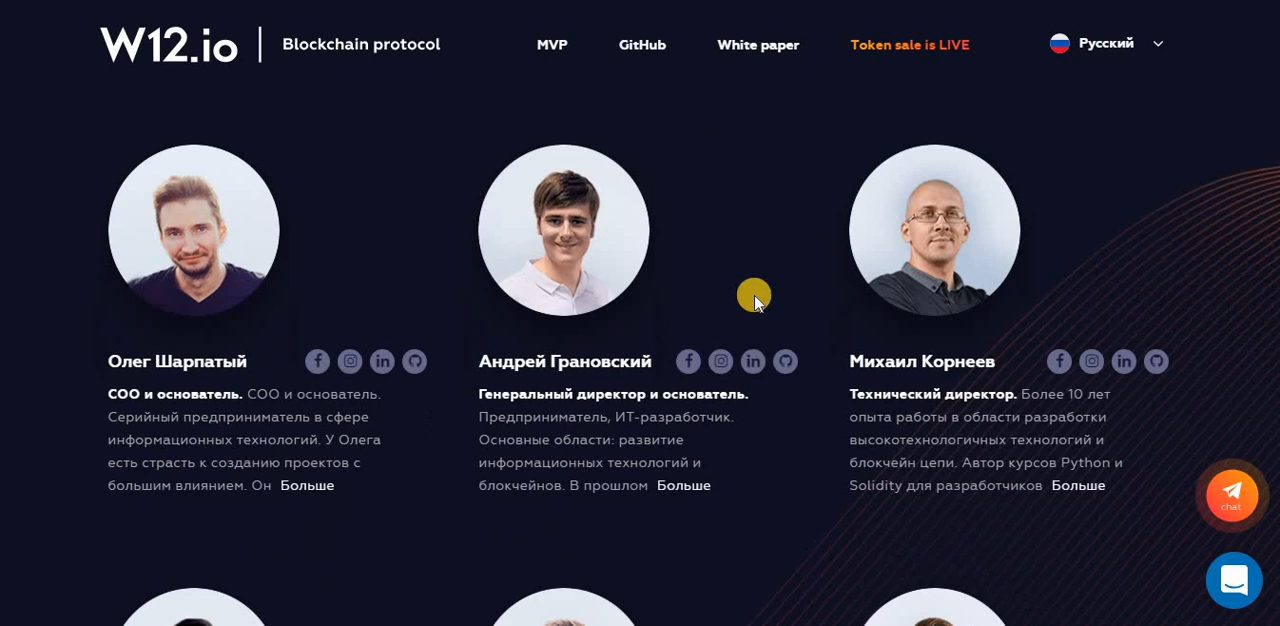 W12.io | Blockchain protocol
MVP
GitHub
White paper
Token sale is LIVE
Русский
Олег Шарпатый
COO и основатель. COO и основатель.
Серийный предприниматель в сфере
информационных технологий. У Олега
есть страсть к созданию проектов с
большим влиянием. Он Больше
Андрей Грановский
Генеральный директор и основатель.
Предприниматель, ИТ-разработчик.
Основные области: развитие
информационных технологий и
блокчейнов. В прошлом Больше
Михаил Корнеев
Технический директор. Более 10 лет
опыта работы в области разработки
высокотехнологичных технологий и
блокчейн цепи. Автор курсов Python и
Solidity для разработчиков Больше
chat